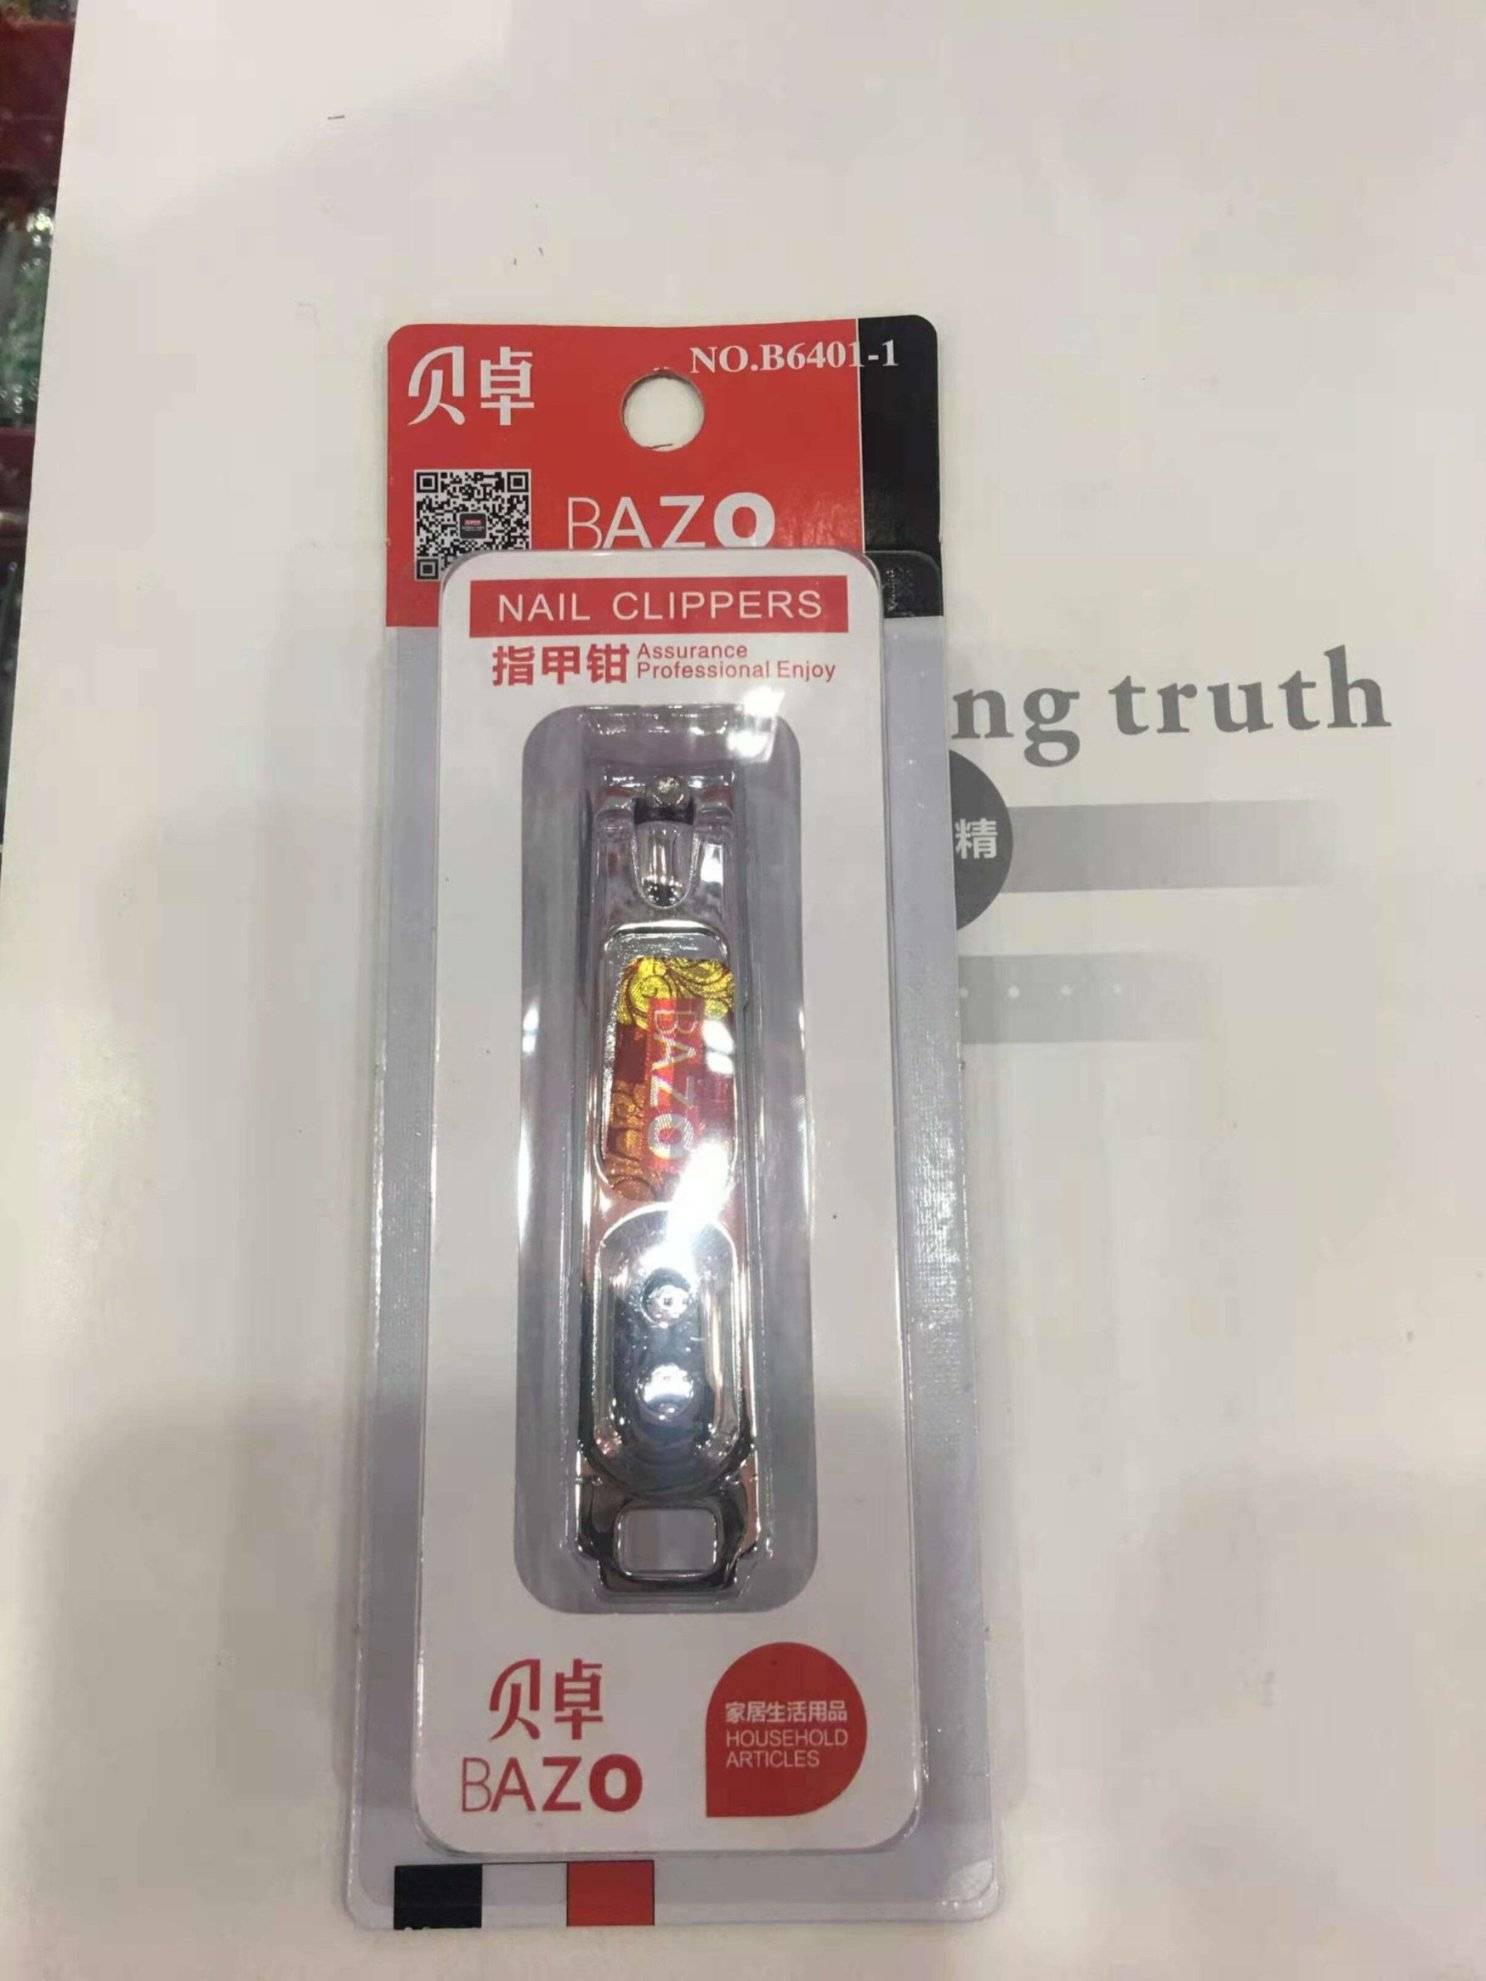 贝卓
NO.B6401-1
BAZO
NAIL CLIPPERS
指甲钳
Assurance
Professional Enjoy
ng truth
精
BAZO
贝卓
BAZO
家居生活用品
HOUSEHOLD
ARTICLES